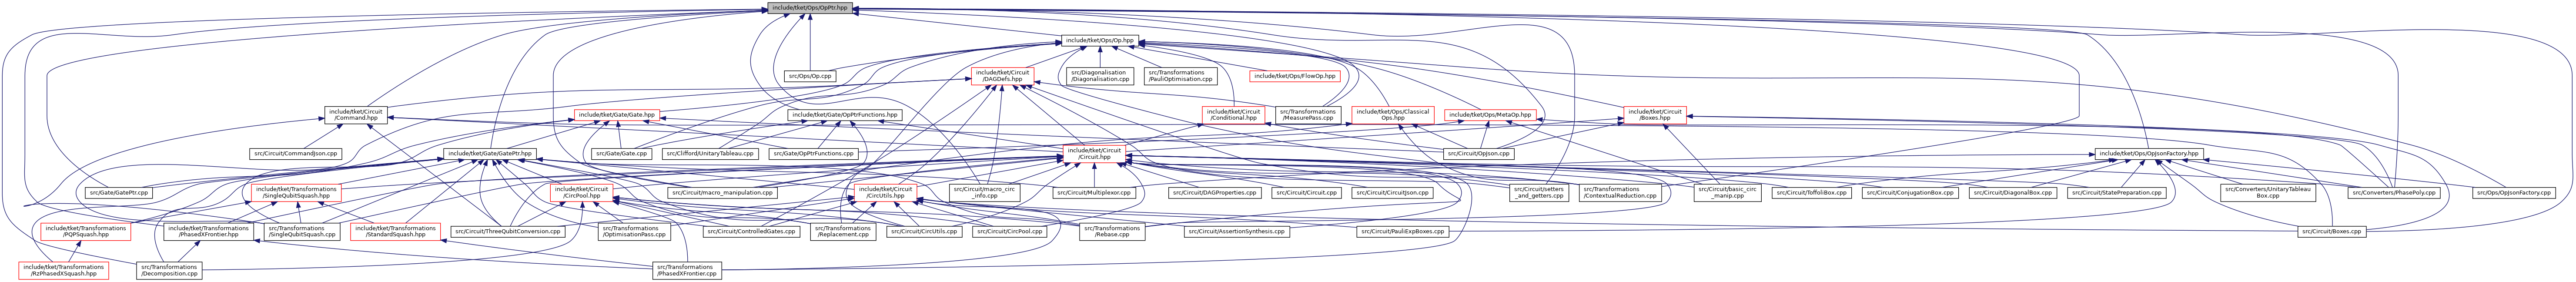 include/tket/Ops/OpPtr.hpp
include/tket/Ops/Op.hpp
src/Ops/Op.cpp
include/tket/Circuit
/DAGDefs.hpp
src/Diagonalisation
/Diagonalisation.cpp
src/Transformations
/PauliOptimisation.cpp
include/tket/Ops/FlowOp.hpp
include/tket/Circuit
/Command.hpp
include/tket/Gate/Gate.hpp
include/tket/Gate/OpPtrFunctions.hpp
include/tket/Circuit
/Conditional.hpp
src/Transformations
/MeasurePass.cpp
include/tket/Ops/Classical
Ops.hpp
include/tket/Ops/MetaOp.hpp
include/tket/Circuit
/Boxes.hpp
src/Circuit/CommandJson.cpp
include/tket/Gate/GatePtr.hpp
src/Gate/Gate.cpp
src/Clifford/UnitaryTableau.cpp
src/Gate/OpPtrFunctions.cpp
include/tket/Circuit
/Circuit.hpp
src/Circuit/OpJson.cpp
include/tket/Ops/OpJsonFactory.hpp
src/Gate/GatePtr.cpp
include/tket/Transformations
/SingleQubitSquash.hpp
include/tket/Circuit
/CircPool.hpp
src/Circuit/macro_manipulation.cpp
include/tket/Circuit
/CircUtils.hpp
src/Circuit/macro_circ
_info.cpp
src/Circuit/Multiplexor.cpp
src/Circuit/DAGProperties.cpp
src/Circuit/Circuit.cpp
src/Circuit/CircuitJson.cpp
src/Circuit/setters
_and_getters.cpp
src/Transformations
/ContextualReduction.cpp
src/Circuit/basic_circ
_manip.cpp
src/Circuit/ToffoliBox.cpp
src/Circuit/ConjugationBox.cpp
src/Circuit/DiagonalBox.cpp
src/Circuit/StatePreparation.cpp
src/Converters/UnitaryTableau
Box.cpp
src/Converters/PhasePoly.cpp
src/Ops/OpJsonFactory.cpp
include/tket/Transformations
/PQPSquash.hpp
include/tket/Transformations
/PhasedXFrontier.hpp
src/Transformations
/SingleQubitSquash.cpp
include/tket/Transformations
/StandardSquash.hpp
src/Circuit/ThreeQubitConversion.cpp
src/Transformations
/OptimisationPass.cpp
src/Circuit/ControlledGates.cpp
src/Transformations
/Replacement.cpp
src/Circuit/CircUtils.cpp
src/Circuit/CircPool.cpp
src/Transformations
/Rebase.cpp
src/Circuit/AssertionSynthesis.cpp
src/Circuit/PauliExpBoxes.cpp
src/Circuit/Boxes.cpp
include/tket/Transformations
/RzPhasedXSquash.hpp
src/Transformations
/Decomposition.cpp
src/Transformations
/PhasedXFrontier.cpp